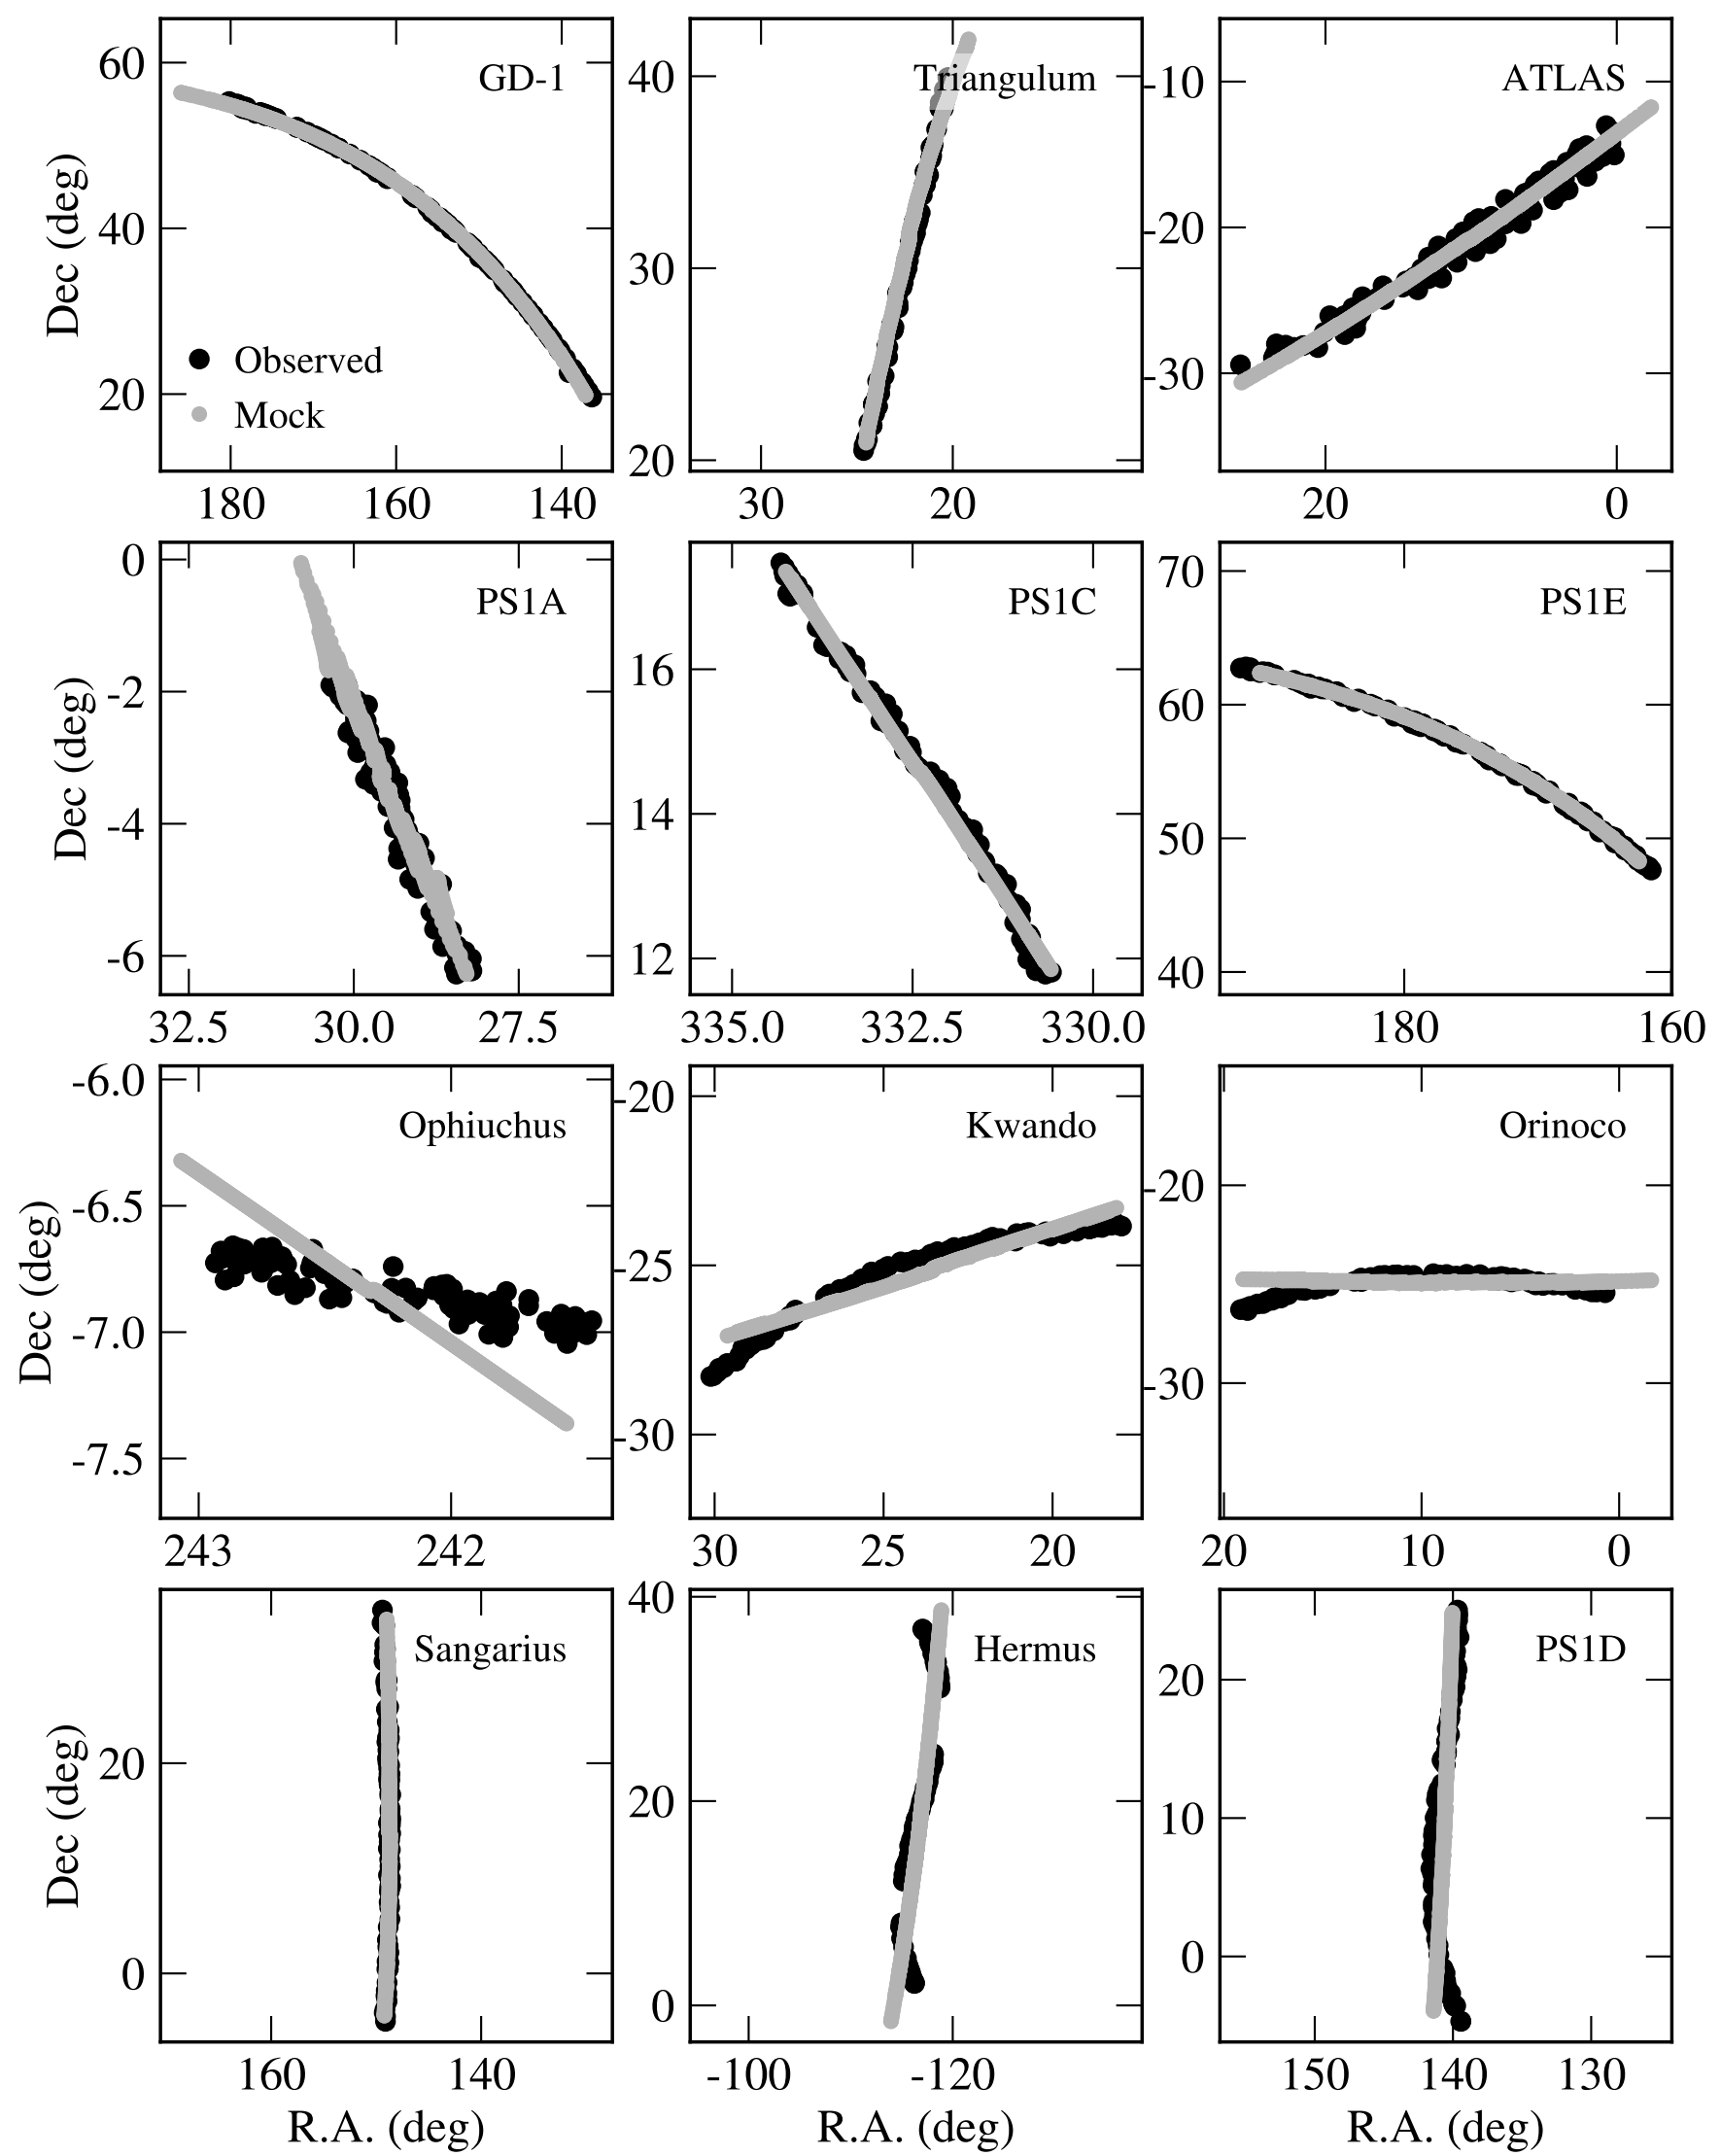 60
40
20
Dec (deg)
GD-1
Observed
Mock
180 160 140
40
30
20
Triangulum
30 20
-10
-20
-30
ATLAS
20 0
0
-2
-4
-6
Dec (deg)
PS1A
32.5 30.0 27.5
16
14
12
PS1C
335.0 332.5 330.0
70
60
50
40
PS1E
180 160
-6.0
-6.5
-7.0
-7.5
Dec (deg)
Ophiuchus
243 242
-20
-25
-30
Kwando
30 25 20
-20
-30
Orinoco
20 10 0
20
0
Dec (deg)
Sangarius
160 140
R.A. (deg)
40
20
0
Hermus
-100 -120
R.A. (deg)
20
10
0
PS1D
150 140 130
R.A. (deg)